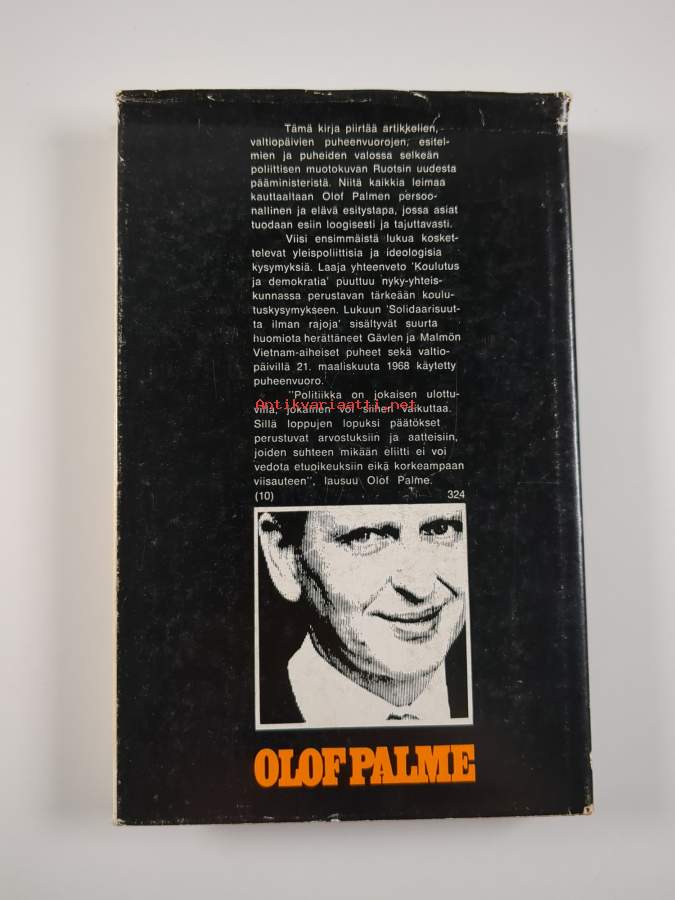 Tämä kirja piirtää artikkelien,
valtiopäivien puheenvuorojen, esitel-
mien ja puheiden valossa selkeän
poliittisen muotokuvan Ruotsin uudesta
pääministeristä. Niitä kaikkia leimaa
kauttaaltaan Olof Palmen persoo-
nallinen ja elävä esitystapa, jossa asiat
tuodaan esiin loogisesti ja tajuttavasti.
Viisi ensimmäistä lukua kosket-
televat yleispoliittisia ja ideologisia
kysymyksiä. Laaja yhteenveto 'Koulutus
ja demokratia' puuttuu nyky-yhteis-
kunnassa perustavan tärkeään koulu-
tuskysymykseen. Lukuun 'Solidaarisuut-
ta ilman rajoja' sisältyvät suurta
huomiota herättäneet Gävlen ja Malmön
Vietnam-aiheiset puheet sekä valtio-
päivillä 21. maaliskuuta 1968 käytetty
puheenvuoro.
"Politiikka on jokaisen ulottu-
villa, jokainen voi siihen vaikuttaa.
Antikvariaatti.net
Sillä loppujen lopuksi päätökset
perustuvat arvostuksiin ja aatteisiin,
joiden suhteen mikään eliitti ei voi
vedota etuoikeuksiin eikä korkeampaan
viisauteen", lausuu Olof Palme.
(10) 324
OLOF PALME